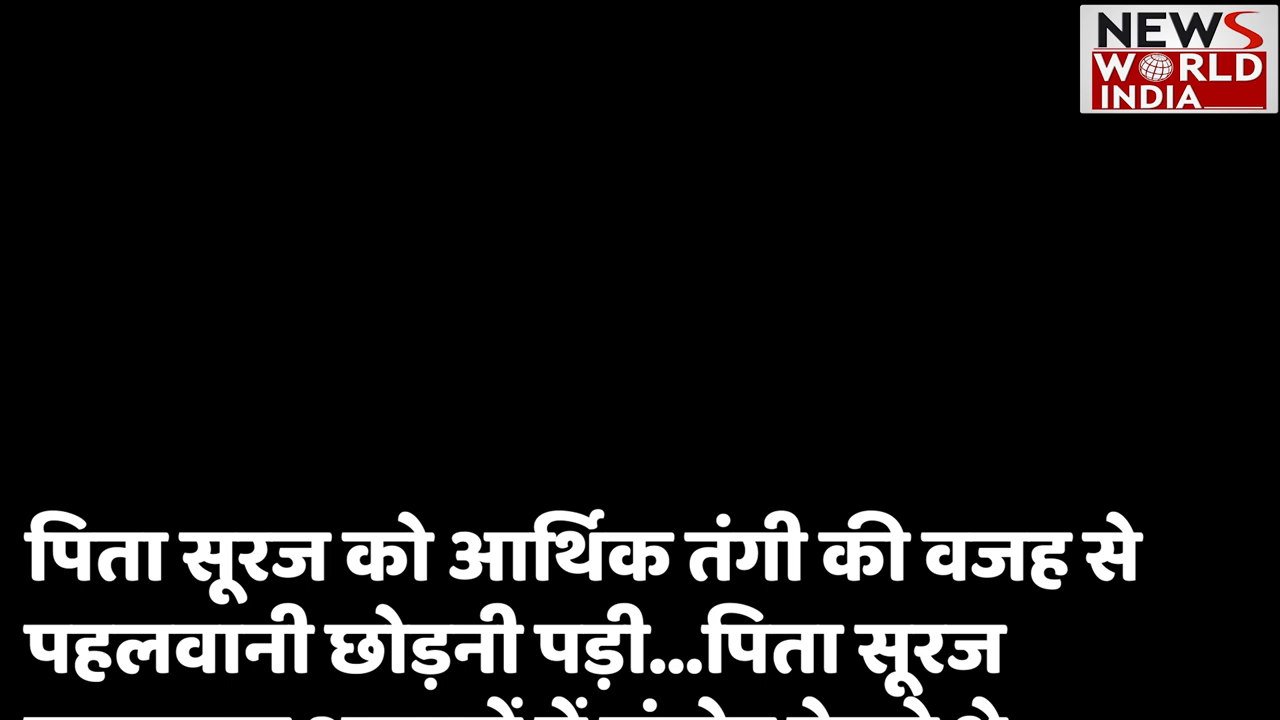 NEWS
WORLD
INDIA
पिता सूरज को आर्थिक तंगी की वजह से
पहलवानी छोड़नी पड़ी...पिता सूरज